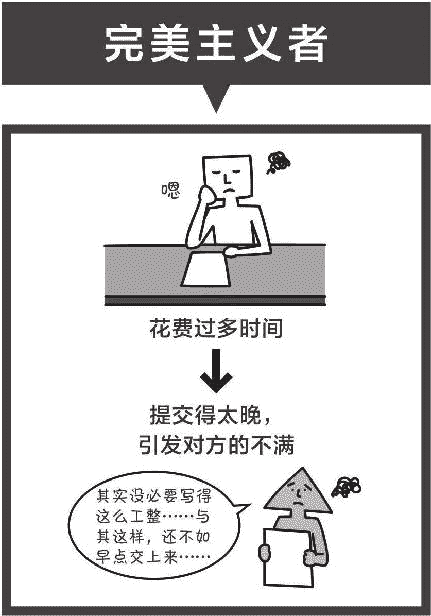 完美主义者
嗯
花费过多时间
提交得太晚，
引发对方的不满
其实没必要写得
这么工整……与
其这样，还不如
早点交上来……